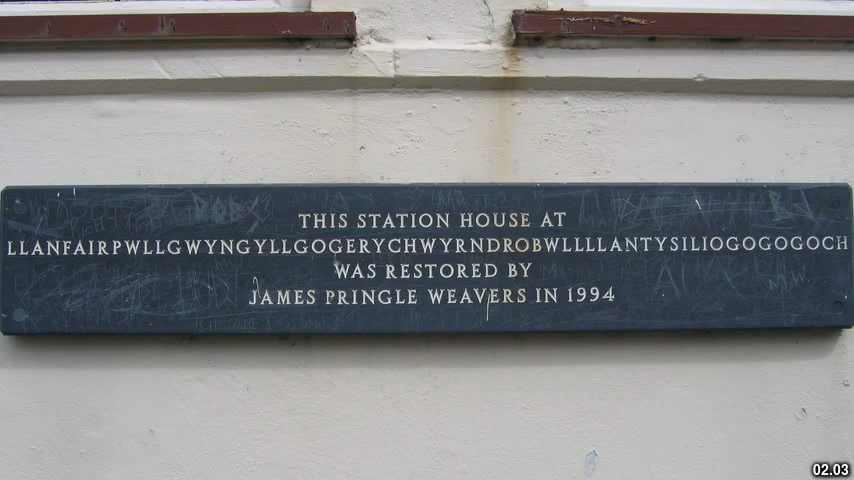 THIS STATION HOUSE AT
LLANFAIRPWLLGWYNGYLLGOGERYCHWYRNDROBWLLLLANTYSILIOGOGOGOCH
WAS RESTORED BY
JAMES PRINGLE WEAVERS IN 1994
02.03